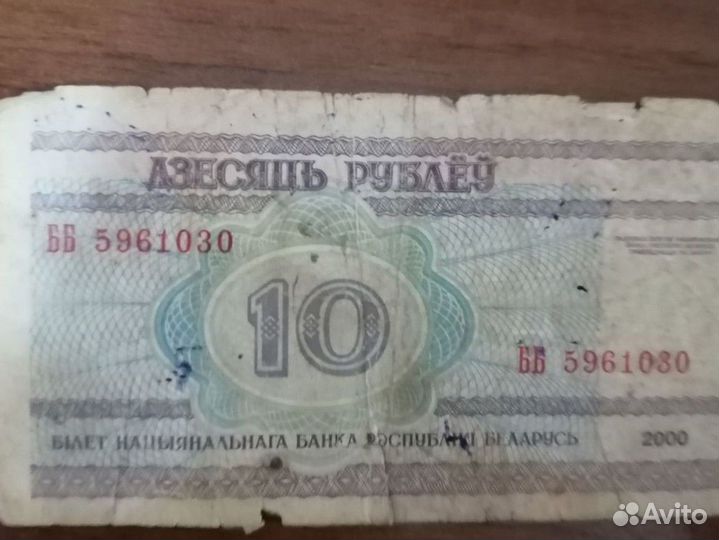 ДЗЕСЯЦЬ РУБЛЁЎ
ББ 5961030
10
ББ 5961030
БІЛЕТ НАЦЫЯНАЛЬНАГА БАНКА РЭСПУБЛІКІ БЕЛАРУСЬ 2000
Avito